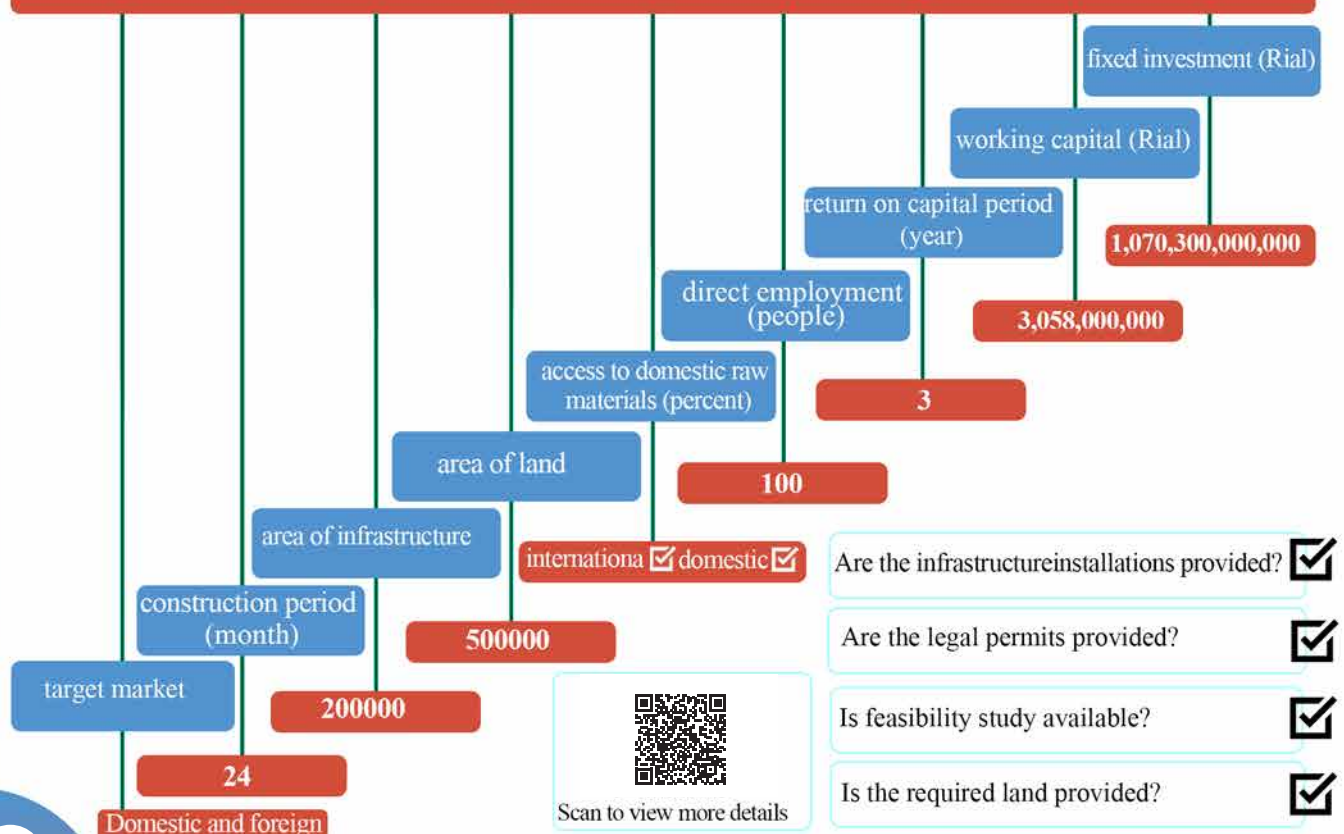 fixed investment (Rial)
working capital (Rial)
return on capital period
(year)
1,070,300,000,000
direct employment
(people)
3,058,000,000
access to domestic raw
materials (percent)
3
area of land
100
area of infrastructure
internationa domestic
Are the infrastructureinstallations provided?
construction period
(month)
500000
Are the legal permits provided?
target market
200000
Is feasibility study available?
24
Is the required land provided?
Scan to view more details
Domestic and foreign